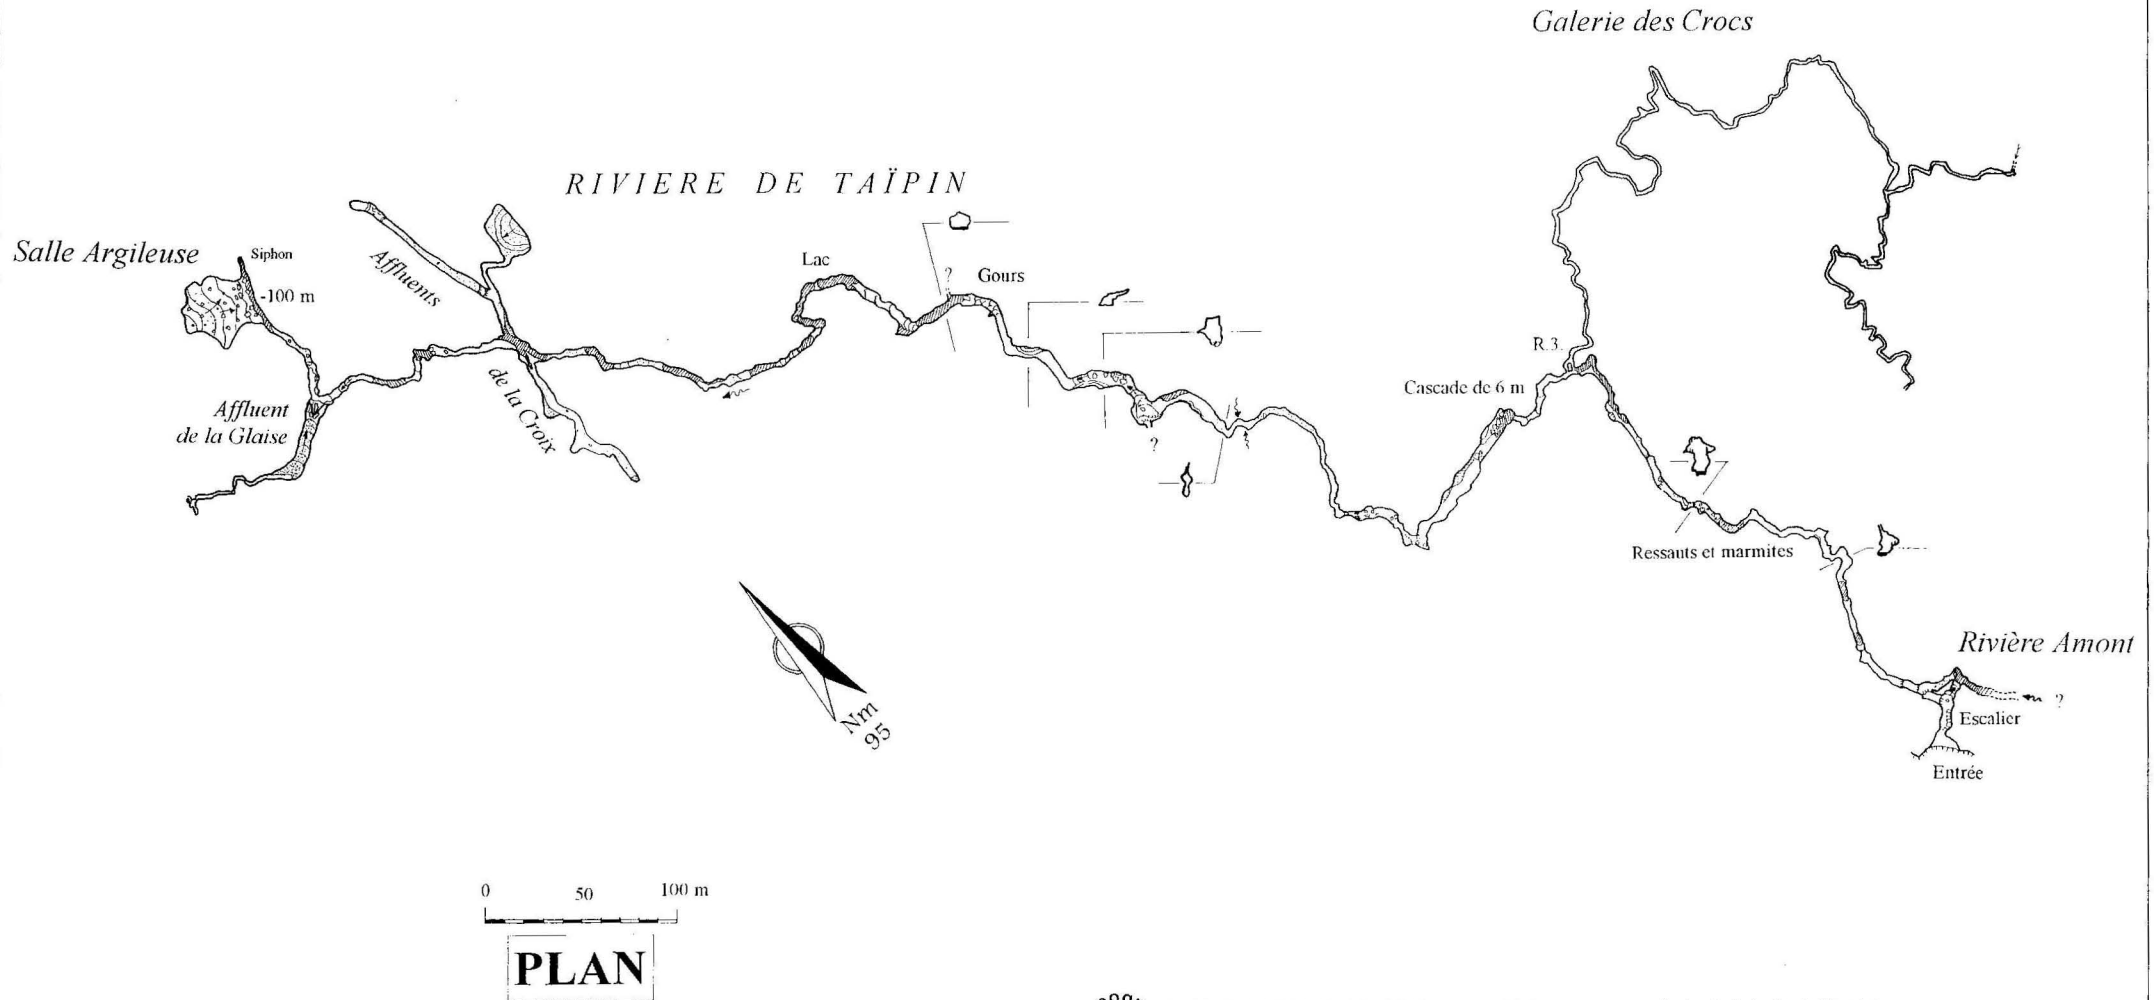 Galerie des Crocs
RIVIERE DE TAÏPIN
Salle Argileuse
Siphon
-100 m
Affluents
de la Croix
Lac
?
Gours
R.3.
Cascade de 6 m
Affluent
de la Glaise
?
Ressauts et marmites
Rivière Amont
?
Escalier
Entrée
Nm
95
0 50 100 m
PLAN